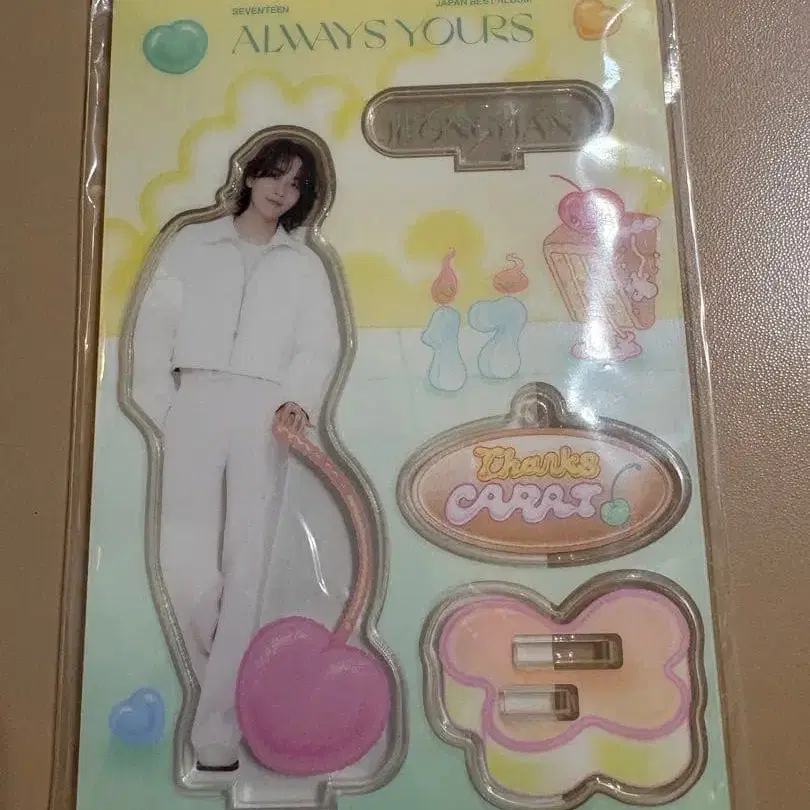 SEVENTEEN
JAPAN BEST ALBUM
ALWAYS YOURS
JEONGHAN
17
Thanks
CARAT